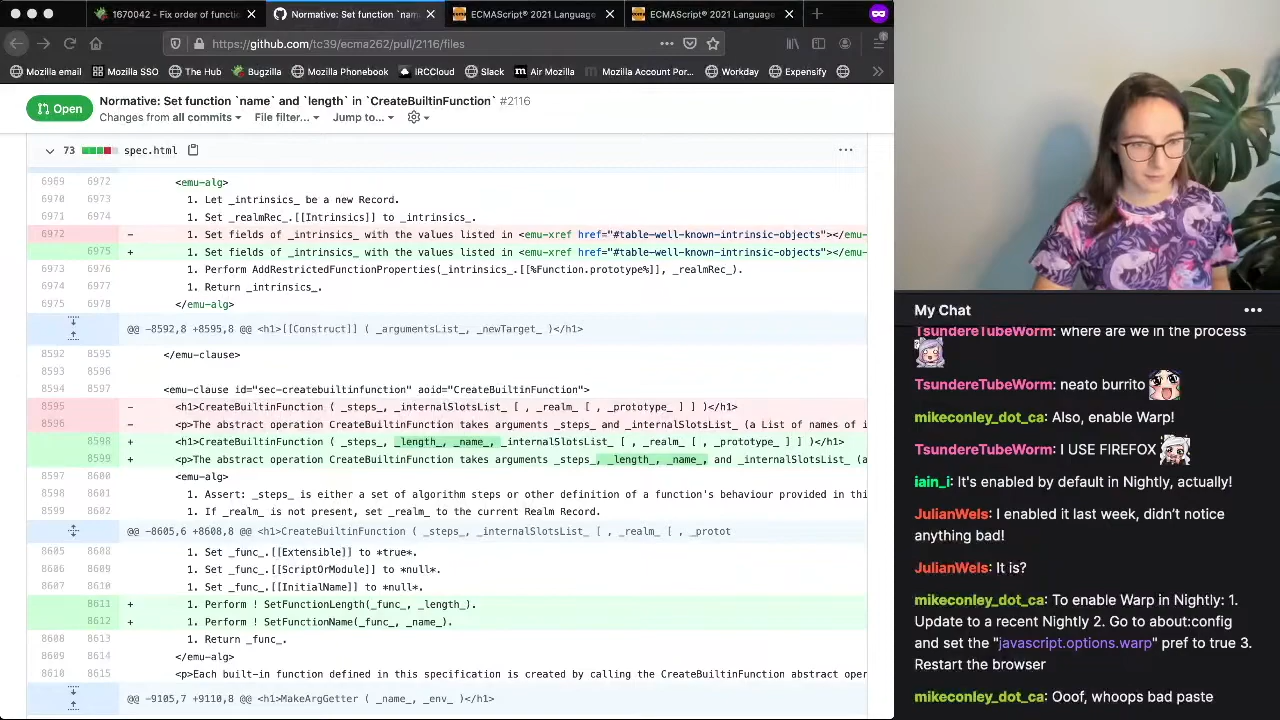 1670042 - Fix order of functi
Normative: Set function `nam
ECMAScript® 2021 Language
ECMAScript® 2021 Language
https://github.com/tc39/ecma262/pull/2116/files
Mozilla email
Mozilla SSO
The Hub
Bugzilla
Mozilla Phonebook
IRCCloud
Slack
Air Mozilla
Mozilla Account Por...
Workday
Expensify
Open
Normative: Set function `name` and `length` in `CreateBuiltinFunction` #2116
Changes from all commits
File filter...
Jump to...
73 spec.html
6969 6972 <emu-alg>
6970 6973 1. Let _intrinsics_ be a new Record.
6971 6974 1. Set _realmRec_.[[Intrinsics]] to _intrinsics_.
6972 - 1. Set fields of _intrinsics_ with the values listed in <emu-xref href="#table-well-known-intrinsic-objects"></emu-
6975 + 1. Set fields of _intrinsics_ with the values listed in <emu-xref href="#table-well-known-intrinsic-objects"></emu-
6973 6976 1. Perform AddRestrictedFunctionProperties(_intrinsics_.[[%Function.prototype%]], _realmRec_).
6974 6977 1. Return _intrinsics_.
6975 6978 </emu-alg>
@@ -8592,8 +8595,8 @@ <h1>[[Construct]] ( _argumentsList_, _newTarget_ )</h1>
8592 8595 </emu-clause>
8593 8596
8594 8597 <emu-clause id="sec-createbuiltinfunction" aoid="CreateBuiltinFunction">
8595 - <h1>CreateBuiltinFunction ( _steps_, _internalSlotsList_ [ , _realm_ [ , _prototype_ ] ] )</h1>
8596 - <p>The abstract operation CreateBuiltinFunction takes arguments _steps_ and _internalSlotsList_ (a List of names of i
8598 + <h1>CreateBuiltinFunction ( _steps_, _length_, _name_, _internalSlotsList_ [ , _realm_ [ , _prototype_ ] ] )</h1>
8599 + <p>The abstract operation CreateBuiltinFunction takes arguments _steps_, _length_, _name_, and _internalSlotsList_ (a
8597 8600 <emu-alg>
8598 8601 1. Assert: _steps_ is either a set of algorithm steps or other definition of a function's behaviour provided in thi
8599 8602 1. If _realm_ is not present, set _realm_ to the current Realm Record.
@@ -8605,6 +8608,8 @@ <h1>CreateBuiltinFunction ( _steps_, _internalSlotsList_ [ , _realm_ [ , _protot
8605 8608 1. Set _func_.[[Extensible]] to *true*.
8606 8609 1. Set _func_.[[ScriptOrModule]] to *null*.
8607 8610 1. Set _func_.[[InitialName]] to *null*.
8611 + 1. Perform ! SetFunctionLength(_func_, _length_).
8612 + 1. Perform ! SetFunctionName(_func_, _name_).
8608 8613 1. Return _func_.
8609 8614 </emu-alg>
8610 8615 <p>Each built-in function defined in this specification is created by calling the CreateBuiltinFunction abstract oper
@@ -9105,7 +9110,8 @@ <h1>MakeArgGetter ( _name_, _env_ )</h1>
My Chat
TsundereTubeWorm: where are we in the process
TsundereTubeWorm: neato burrito
mikeconley_dot_ca: Also, enable Warp!
TsundereTubeWorm: I USE FIREFOX
iain_i: It's enabled by default in Nightly, actually!
JulianWels: I enabled it last week, didn't notice
anything bad!
JulianWels: It is?
mikeconley_dot_ca: To enable Warp in Nightly: 1.
Update to a recent Nightly 2. Go to about:config
and set the "javascript.options.warp" pref to true 3.
Restart the browser
mikeconley_dot_ca: Ooof, whoops bad paste